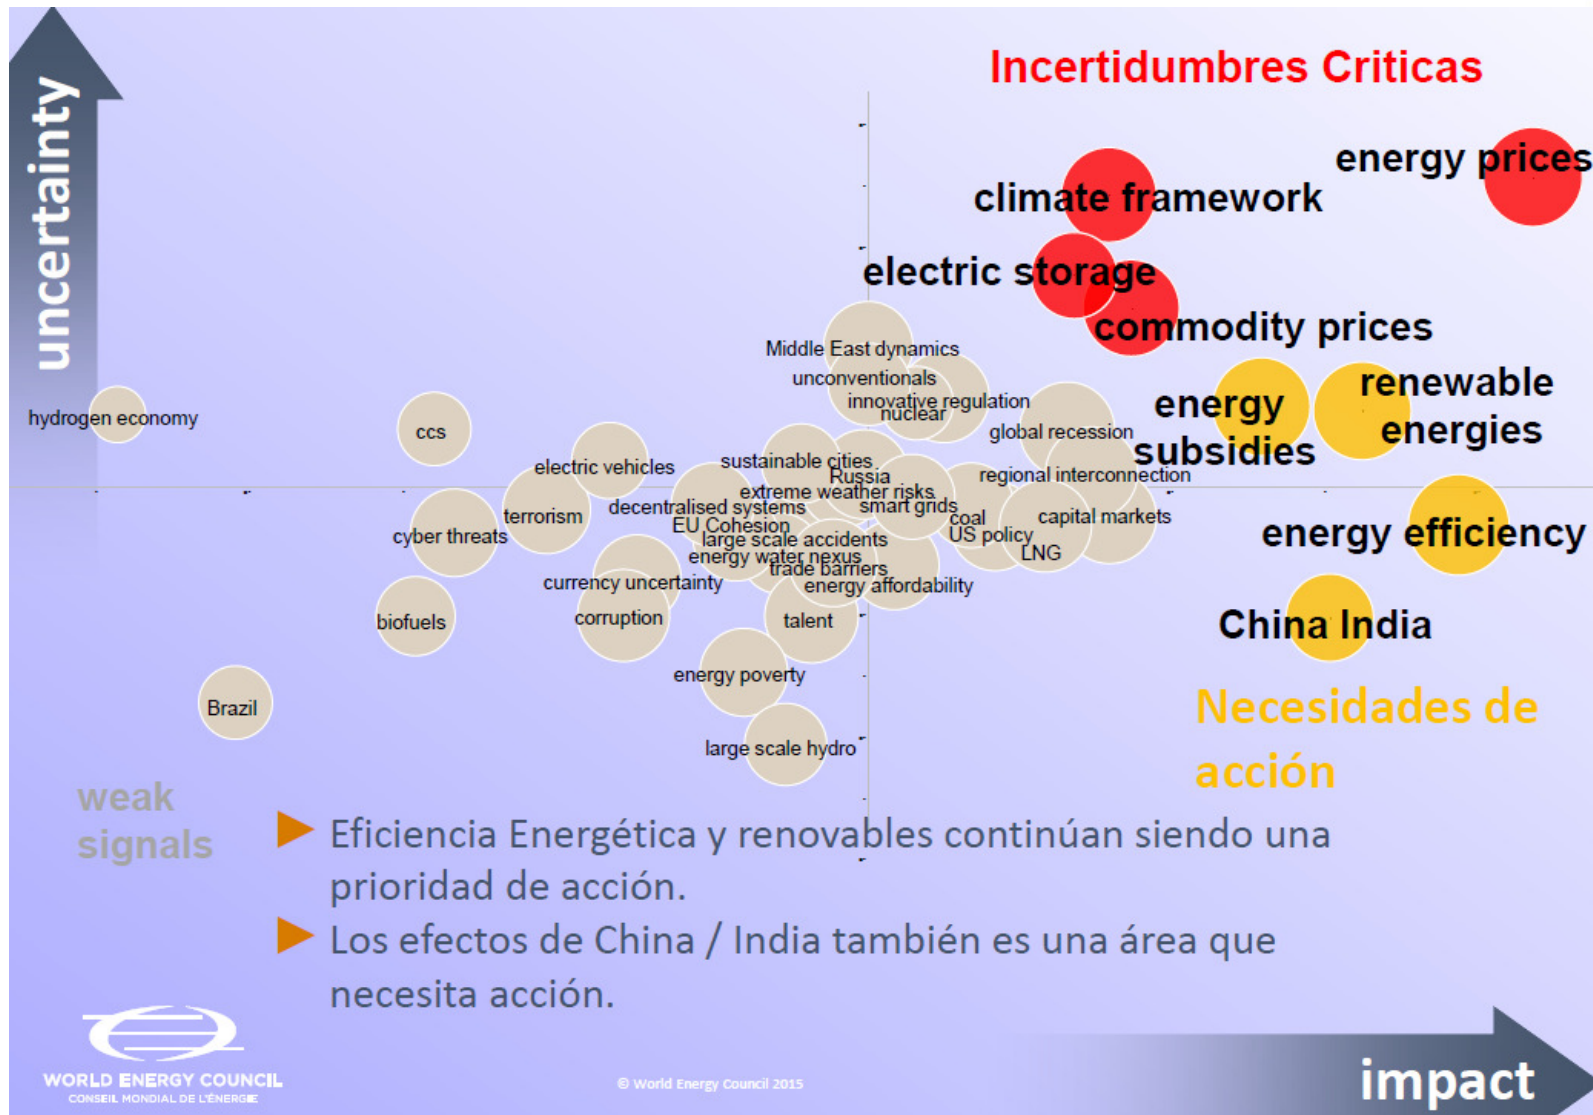 uncertainty
Incertidumbres Criticas
energy prices
climate framework
electric storage
commodity prices
Middle East dynamics
unconventionals
innovative regulation
nuclear
renewable
energies
energy
subsidies
hydrogen economy
ccs
global recession
electric vehicles
sustainable cities
Russia
regional interconnection
extreme weather risks
decentralised systems
smart grids
terrorism
coal
capital markets
EU Cohesion
US policy
cyber threats
large scale accidents
energy efficiency
energy water nexus
LNG
trade barriers
currency uncertainty
energy affordability
biofuels
corruption
talent
China India
energy poverty
Brazil
large scale hydro
Necesidades de
acción
weak
signals
Eficiencia Energética y renovables continúan siendo una
prioridad de acción.
Los efectos de China / India también es una área que
necesita acción.
WORLD ENERGY COUNCIL
CONSEIL MONDIAL DE L'ÉNERGIE
© World Energy Council 2015
impact